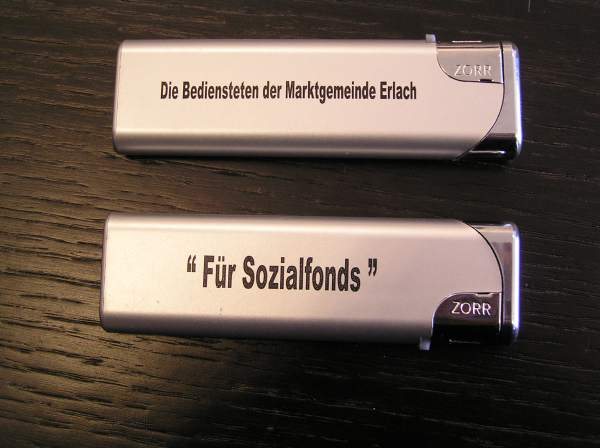 Die Bediensteten der Marktgemeinde Erlach
ZORR
“ Für Sozialfonds ”
ZORR